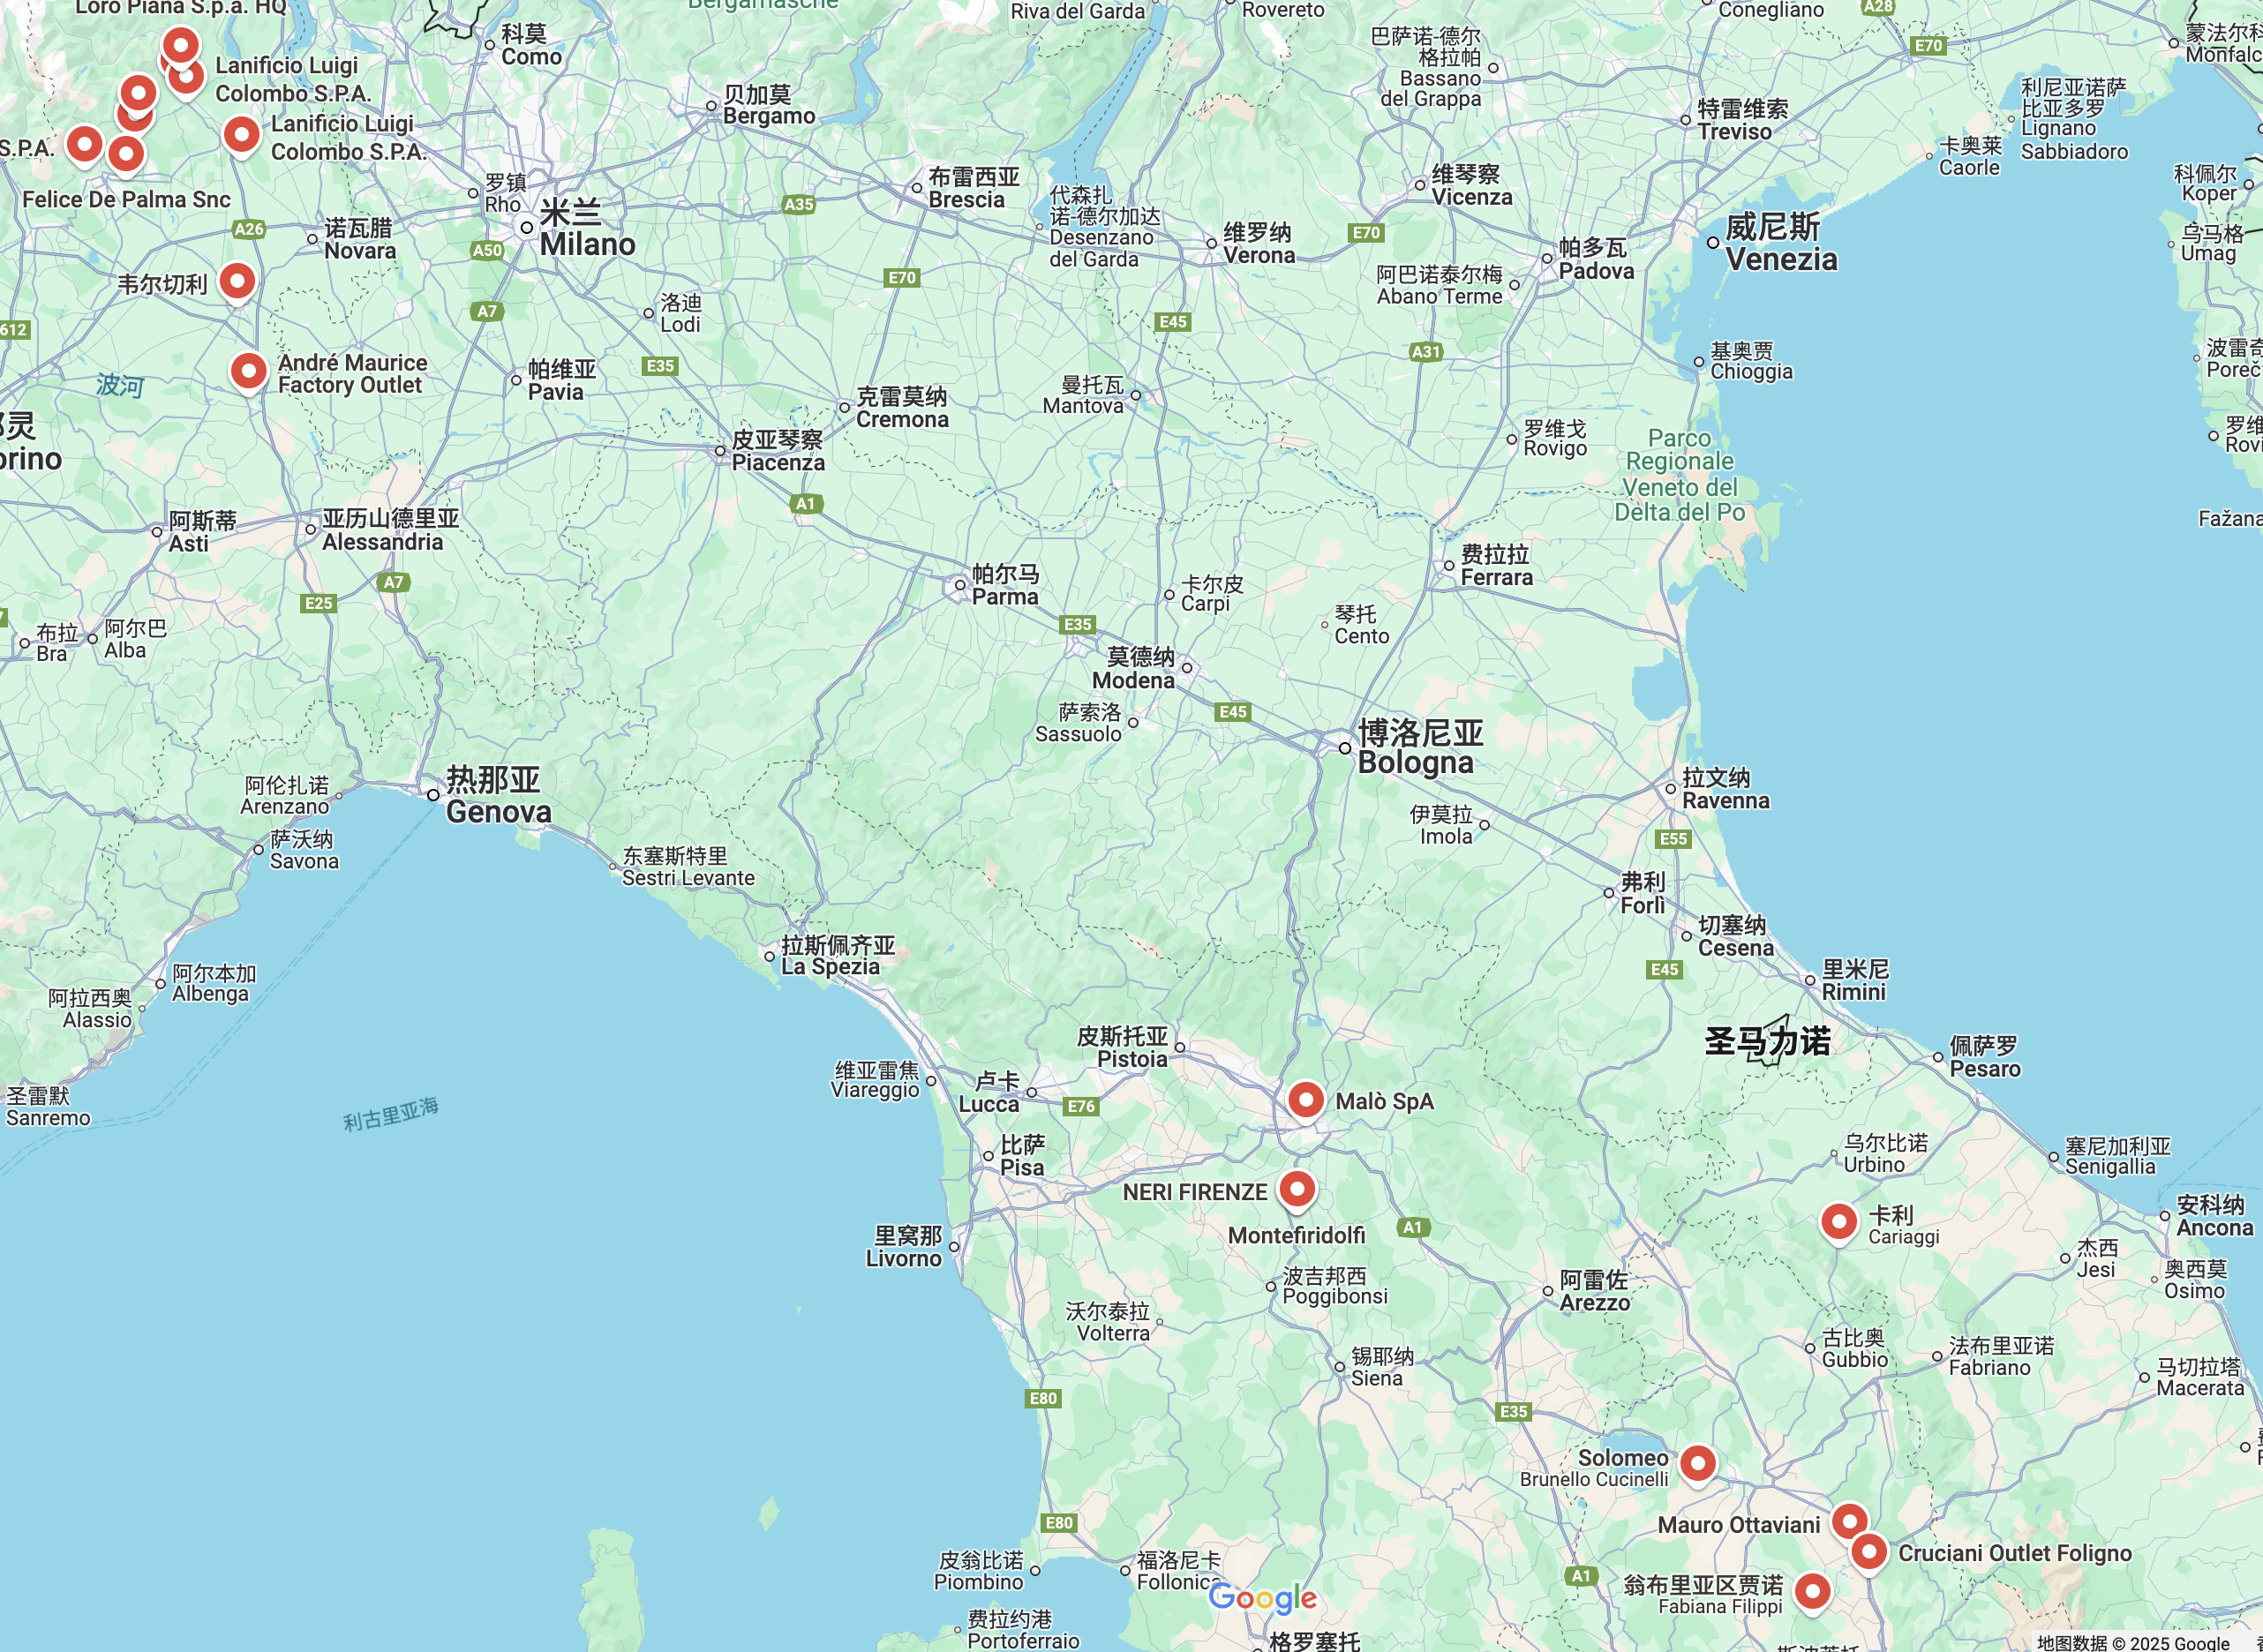 Loro Piana S.p.a. HQ
Bergamasche
Riva del Garda
Rovereto
Conegliano
A28
科莫
Como
巴萨诺-德尔
格拉帕
Bassano
del Grappa
E70
蒙法尔科
Monfalc
Lanificio Luigi
Colombo S.P.A.
贝加莫
Bergamo
特雷维索
Treviso
利尼亚诺萨
比亚多罗
Lignano
Sabbiadoro
Lanificio Luigi
Colombo S.P.A.
S.P.A.
卡奥莱
Caorle
科佩尔
Koper
Felice De Palma Snc
罗镇
Rho
A35
布雷西亚
Brescia
代森扎
诺-德尔加达
Desenzano
del Garda
维琴察
Vicenza
A26
诺瓦腊
Novara
A50
米兰
Milano
维罗纳
Verona
E70
帕多瓦
Padova
威尼斯
Venezia
乌马格
Umag
韦尔切利
E70
阿巴诺泰尔梅
Abano Terme
612
A7
洛迪
Lodi
E45
A31
基奥贾
Chioggia
波雷奇
Poreč
André Maurice
Factory Outlet
波河
帕维亚
Pavia
E35
克雷莫纳
Cremona
曼托瓦
Mantova
罗维戈
Rovigo
Parco
Regionale
Veneto del
Delta del Po
罗维
Rovi
灵
orino
皮亚琴察
Piacenza
A1
阿斯蒂
Asti
亚历山德里亚
Alessandria
Fažana
A7
E25
帕尔马
Parma
卡尔皮
Carpi
费拉拉
Ferrara
布拉
Bra
阿尔巴
Alba
E35
琴托
Cento
莫德纳
Modena
萨索洛
Sassuolo
E45
博洛尼亚
Bologna
热那亚
Genova
阿伦扎诺
Arenzano
拉文纳
Ravenna
萨沃纳
Savona
东塞斯特里
Sestri Levante
伊莫拉
Imola
E55
弗利
Forlì
切塞纳
Cesena
拉斯佩齐亚
La Spezia
E45
里米尼
Rimini
阿尔本加
Albenga
阿拉西奥
Alassio
圣马力诺
皮斯托亚
Pistoia
佩萨罗
Pesaro
维亚雷焦
Viareggio
卢卡
Lucca
E76
Malò SpA
圣雷默
Sanremo
利古里亚海
比萨
Pisa
乌尔比诺
Urbino
塞尼加利亚
Senigallia
NERI FIRENZE
Montefiridolfi
A1
卡利
Cariaggi
安科纳
Ancona
里窝那
Livorno
杰西
Jesi
奥西莫
Osimo
波吉邦西
Poggibonsi
阿雷佐
Arezzo
沃尔泰拉
Volterra
古比奥
Gubbio
法布里亚诺
Fabriano
锡耶纳
Siena
马切拉塔
Macerata
E80
E35
Solomeo
Brunello Cucinelli
E80
Mauro Ottaviani
Cruciani Outlet Foligno
皮翁比诺
Piombino
福洛尼卡
Follonica
A1
翁布里亚区贾诺
Fabiana Filippi
Google
费拉约港
Portoferraio
格罗塞托
地图数据 © 2025 Google